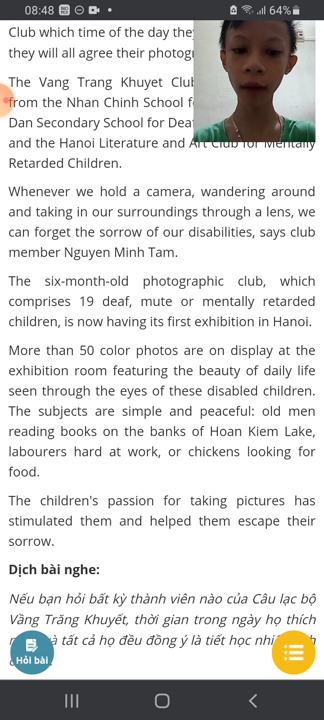 08:48 64%
Club which time of the day they
they will all agree their photogr
The Vang Trang Khuyet Club
from the Nhan Chinh School f
Dan Secondary School for Deaf
and the Hanoi Literature and Art Club for Mentally
Retarded Children.
Whenever we hold a camera, wandering around
and taking in our surroundings through a lens, we
can forget the sorrow of our disabilities, says club
member Nguyen Minh Tam.
The six-month-old photographic club, which
comprises 19 deaf, mute or mentally retarded
children, is now having its first exhibition in Hanoi.
More than 50 color photos are on display at the
exhibition room featuring the beauty of daily life
seen through the eyes of these disabled children.
The subjects are simple and peaceful: old men
reading books on the banks of Hoan Kiem Lake,
labourers hard at work, or chickens looking for
food.
The children's passion for taking pictures has
stimulated them and helped them escape their
sorrow.
Dịch bài nghe:
Nếu bạn hỏi bất kỳ thành viên nào của Câu lạc bộ
Vầng Trăng Khuyết, thời gian trong ngày họ thích
và tất cả họ đều đồng ý là tiết học
Hỏi bài